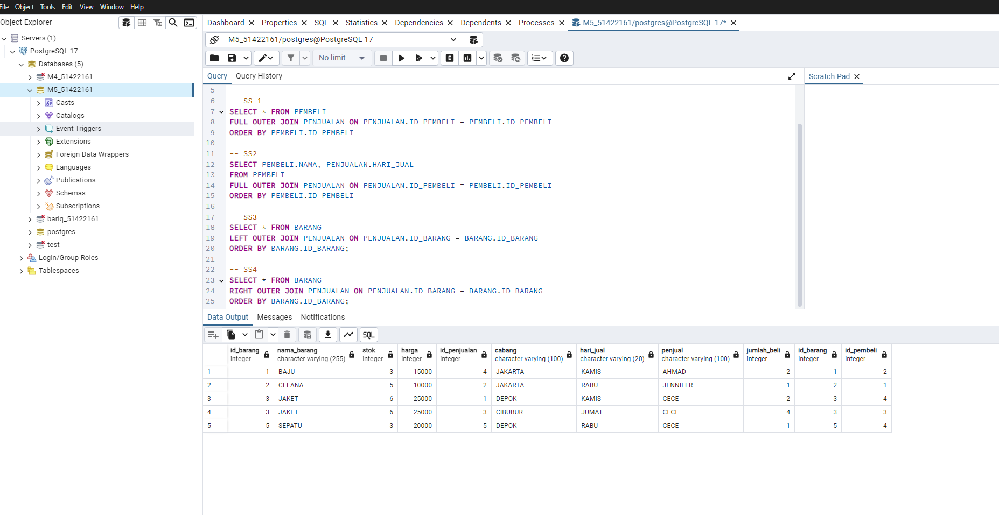 File Object Tools Edit View Window Help
Object Explorer
Servers (1)
PostgreSQL 17
Databases (5)
M4_51422161
M5_51422161
Casts
Catalogs
Event Triggers
Extensions
Foreign Data Wrappers
Languages
Publications
Schemas
Subscriptions
bariq_51422161
postgres
test
Login/Group Roles
Tablespaces
Dashboard Properties SQL Statistics Dependencies Dependents Processes M5_51422161/postgres@PostgreSQL 17*
M5_51422161/postgres@PostgreSQL 17
No limit E
Query Query History
Scratch Pad
5
6 -- SS 1
7 SELECT * FROM PEMBELI
8 FULL OUTER JOIN PENJUALAN ON PENJUALAN.ID_PEMBELI = PEMBELI.ID_PEMBELI
9 ORDER BY PEMBELI.ID_PEMBELI
10
11 -- SS2
12 SELECT PEMBELI.NAMA, PENJUALAN.HARI_JUAL
13 FROM PEMBELI
14 FULL OUTER JOIN PENJUALAN ON PENJUALAN.ID_PEMBELI = PEMBELI.ID_PEMBELI
15 ORDER BY PEMBELI.ID_PEMBELI
16
17 -- SS3
18 SELECT * FROM BARANG
19 LEFT OUTER JOIN PENJUALAN ON PENJUALAN.ID_BARANG = BARANG.ID_BARANG
20 ORDER BY BARANG.ID_BARANG;
21
22 -- SS4
23 SELECT * FROM BARANG
24 RIGHT OUTER JOIN PENJUALAN ON PENJUALAN.ID_BARANG = BARANG.ID_BARANG
25 ORDER BY BARANG.ID_BARANG;
Data Output Messages Notifications
SQL
id_barang nama_barang stok harga id_penjualan cabang hari_jual penjual jumlah_beli id_barang id_pembeli
integer character varying (255) integer integer integer character varying (100) character varying (20) character varying (100) integer integer integer
1 1 BAJU 3 15000 4 JAKARTA KAMIS AHMAD 2 1 2
2 2 CELANA 5 10000 2 JAKARTA RABU JENNIFER 1 2 1
3 3 JAKET 6 25000 1 DEPOK KAMIS CECE 2 3 4
4 3 JAKET 6 25000 3 CIBUBUR JUMAT CECE 4 3 3
5 5 SEPATU 3 20000 5 DEPOK RABU CECE 1 5 4